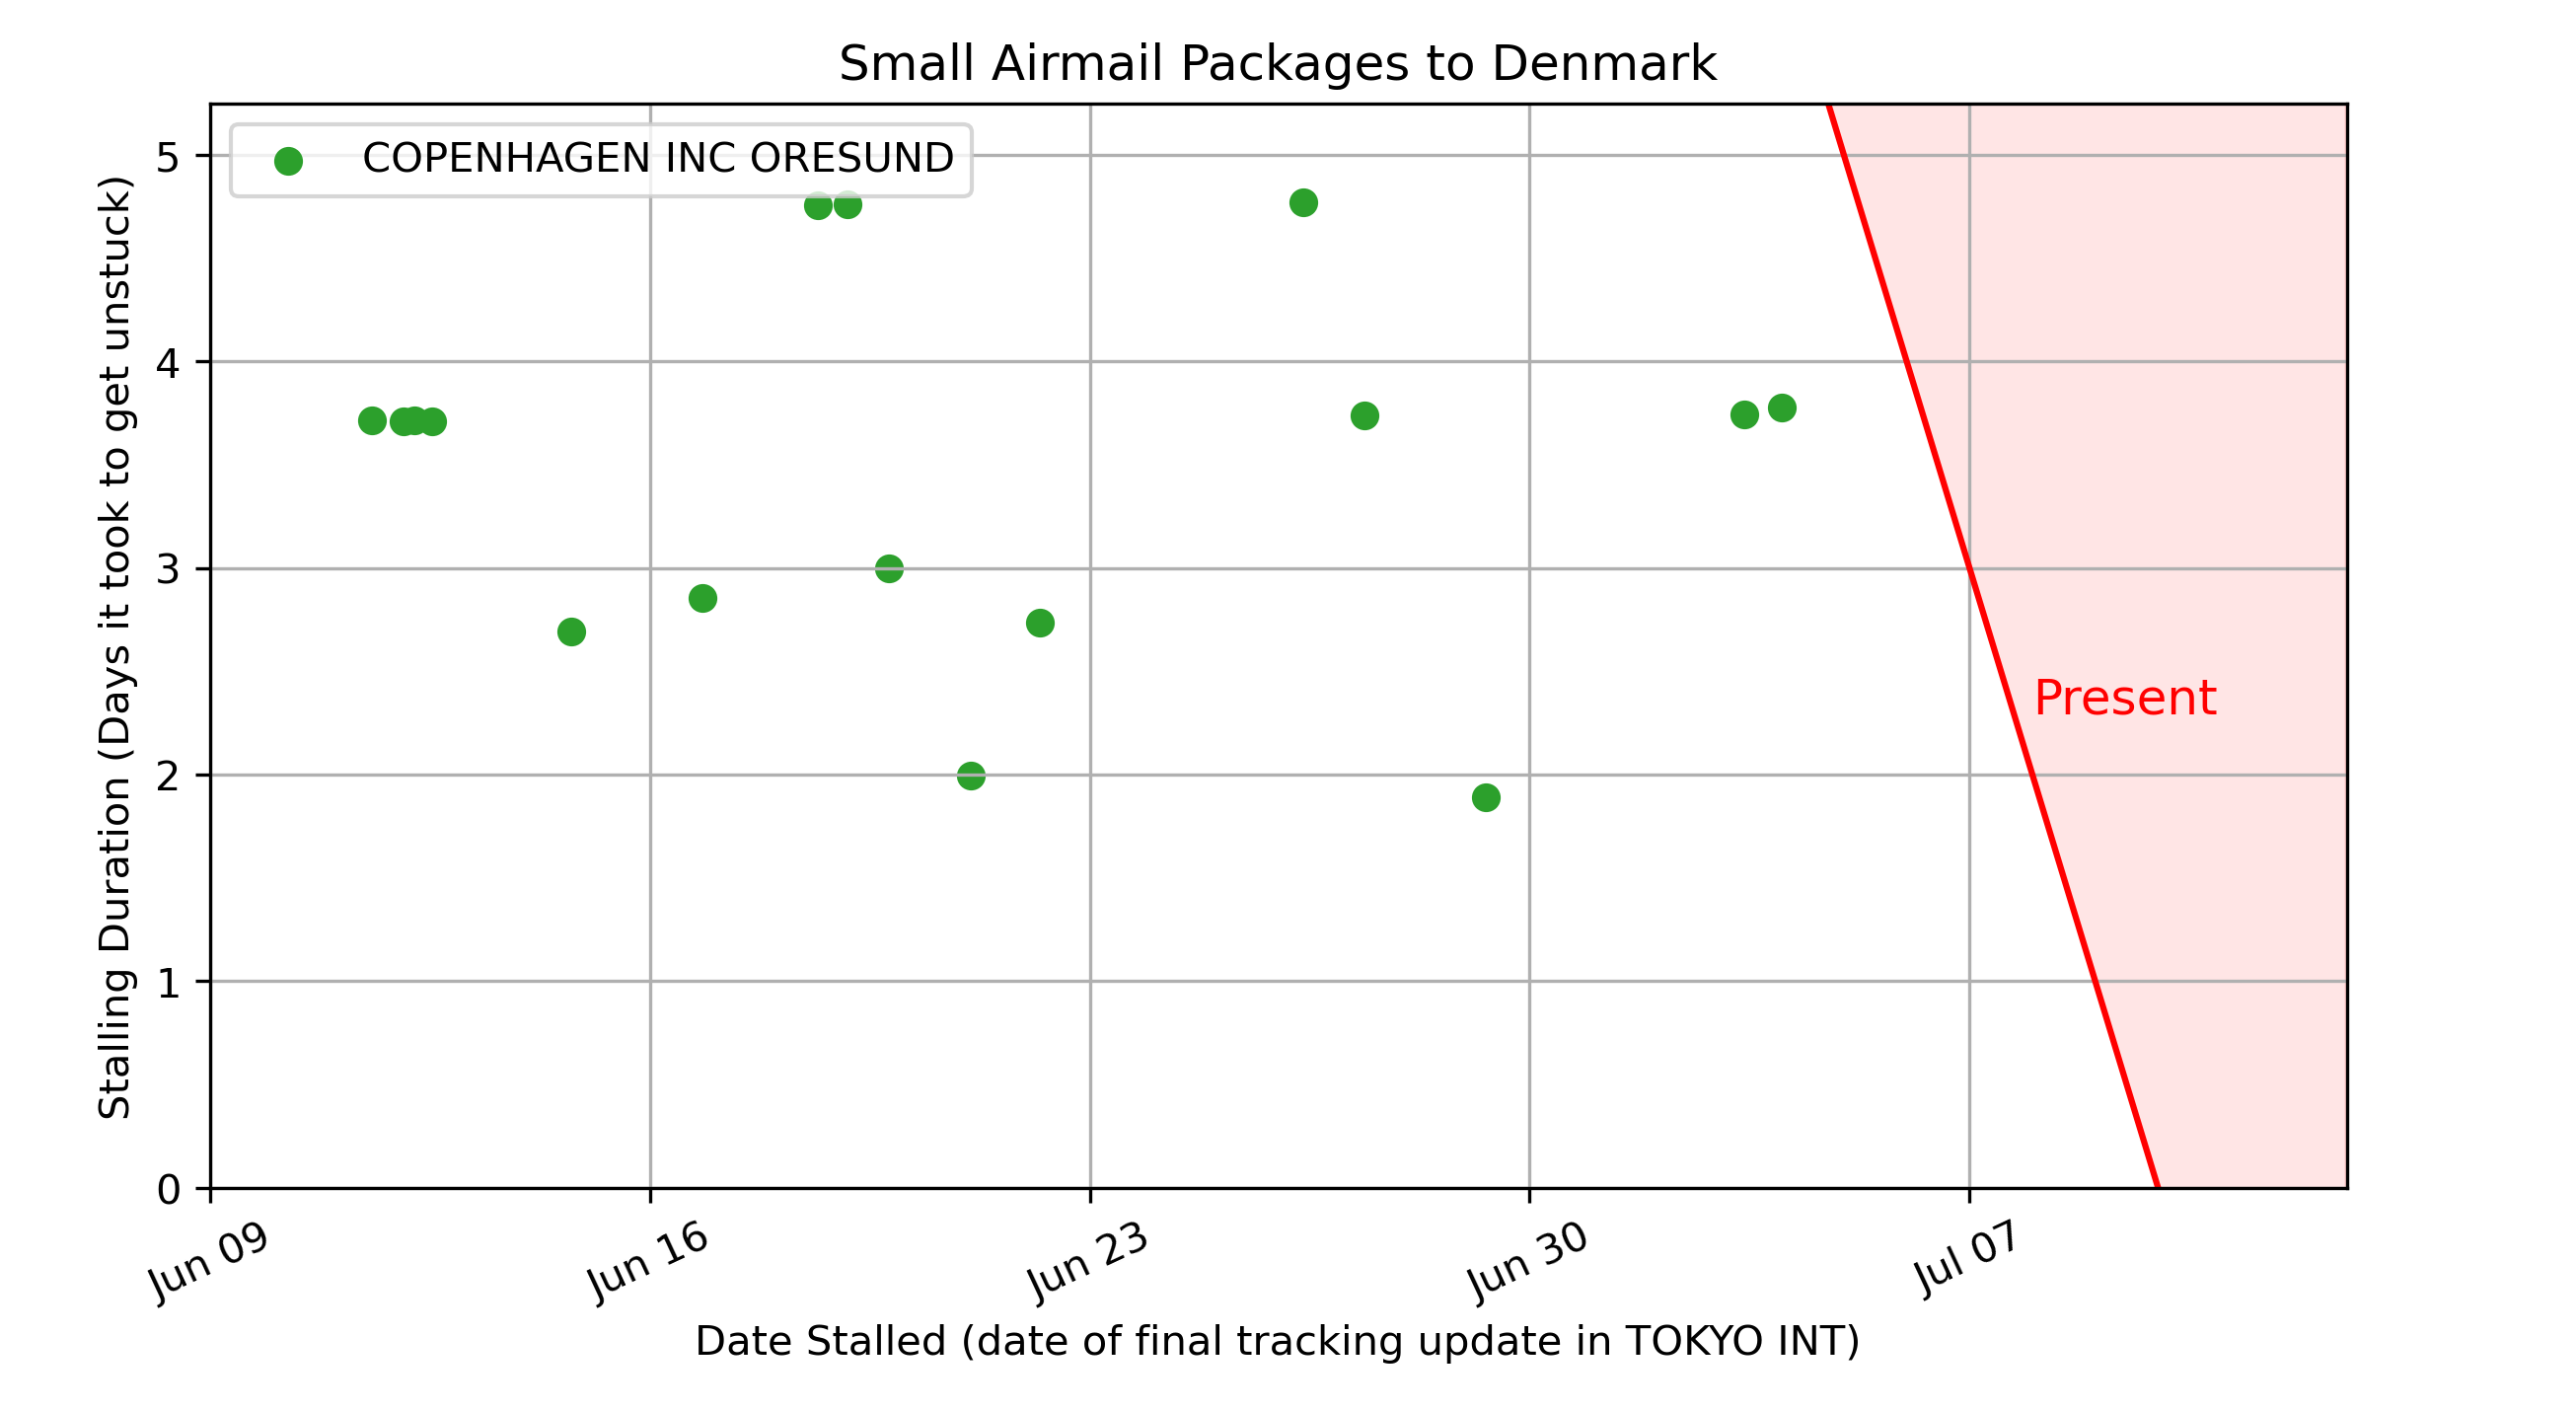 Small Airmail Packages to Denmark
COPENHAGEN INC ORESUND
Stalling Duration (Days it took to get unstuck)
5
4
3
2
1
0
Present
Jun 09
Jun 16
Jun 23
Jun 30
Jul 07
Date Stalled (date of final tracking update in TOKYO INT)